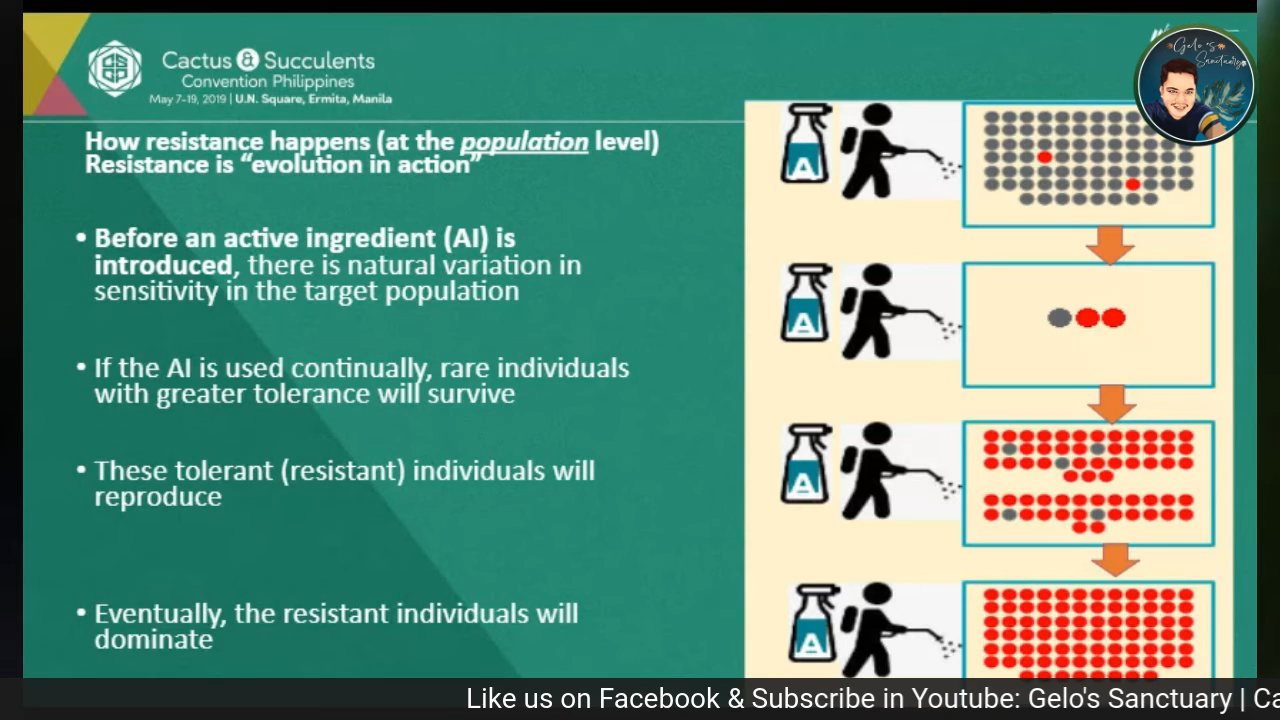 Cactus & Succulents
Convention Philippines
May 7-19, 2019 | U.N. Square, Ermita, Manila
Gelo's
Sanctuary
How resistance happens (at the population level)
Resistance is “evolution in action”
• Before an active ingredient (AI) is
introduced, there is natural variation in
sensitivity in the target population
• If the AI is used continually, rare individuals
with greater tolerance will survive
• These tolerant (resistant) individuals will
reproduce
• Eventually, the resistant individuals will
dominate
A
A
A
A
Like us on Facebook & Subscribe in Youtube: Gelo's Sanctuary | Ca